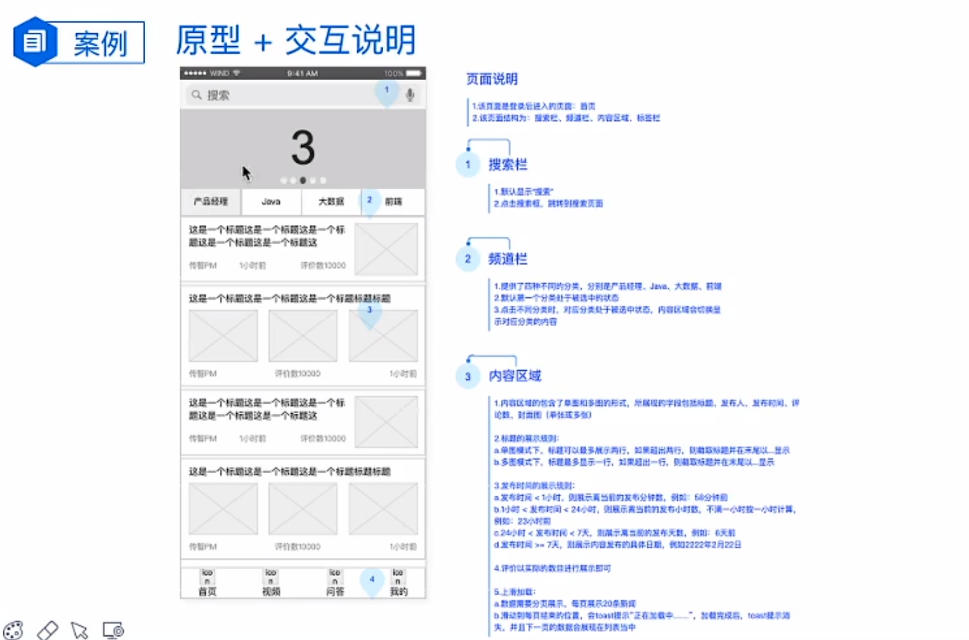 案例
原型 + 交互说明
WIND
9:41 AM
100%
搜索
1
3
产品经理
Java
大数据
2
前端
这是一个标题这是一个标题这是一个标
题这是一个标题这是一个标题这
传智PM
1小时前
评价数10000
这是一个标题这是一个标题这是一个标题标题标题
3
传智PM
评价数10000
1小时前
这是一个标题这是一个标题这是一个标
题这是一个标题这是一个标题这
传智PM
1小时前
评价数10000
这是一个标题这是一个标题这是一个标题标题标题
传智PM
评价数10000
1小时前
ico
n
ico
n
ico
n
4
ico
n
首页
视频
问答
我的
页面说明
1.该页面是登录后进入的页面：首页
2.该页面结构为：搜索栏、频道栏、内容区域、标签栏
1
搜索栏
1.默认显示“搜索”
2.点击搜索框，跳转到搜索页面
2
频道栏
1.提供了四种不同的分类，分别是产品经理、Java、大数据、前端
2.默认第一个分类处于被选中的状态
3.点击不同分类时，对应分类处于被选中状态，内容区域会切换显
示对应分类的内容
3
内容区域
1.内容区域的包含了单图和多图的形式，所展现的字段包括标题、发布人、发布时间、评
论数、封面图（单张或多张）
2.标题的展示规则：
a.单图模式下，标题可以最多展示两行，如果超出两行，则截取标题并在末尾以...显示
b.多图模式下，标题最多显示一行，如果超出一行，则截取标题并在末尾以...显示
3.发布时间的展示规则：
a.发布时间 < 1小时，则展示离当前的发布分钟数，例如：58分钟前
b.1小时 < 发布时间 < 24小时，则展示离当前的发布小时数，不满一小时按一小时计算，
例如：23小时前
c.24小时 < 发布时间 < 7天，则展示离当前的发布天数，例如：6天前
d.发布时间 >= 7天，则展示内容发布的具体日期，例如2222年2月22日
4.评价以实际的数目进行展示即可
5.上滑加载：
a.数据需要分页展示，每页展示20条新闻
b.滑动到每页结束的位置，会toast提示“正在加载中……”，加载完成后，toast提示消
失，并且下一页的数据会展现在列表当中